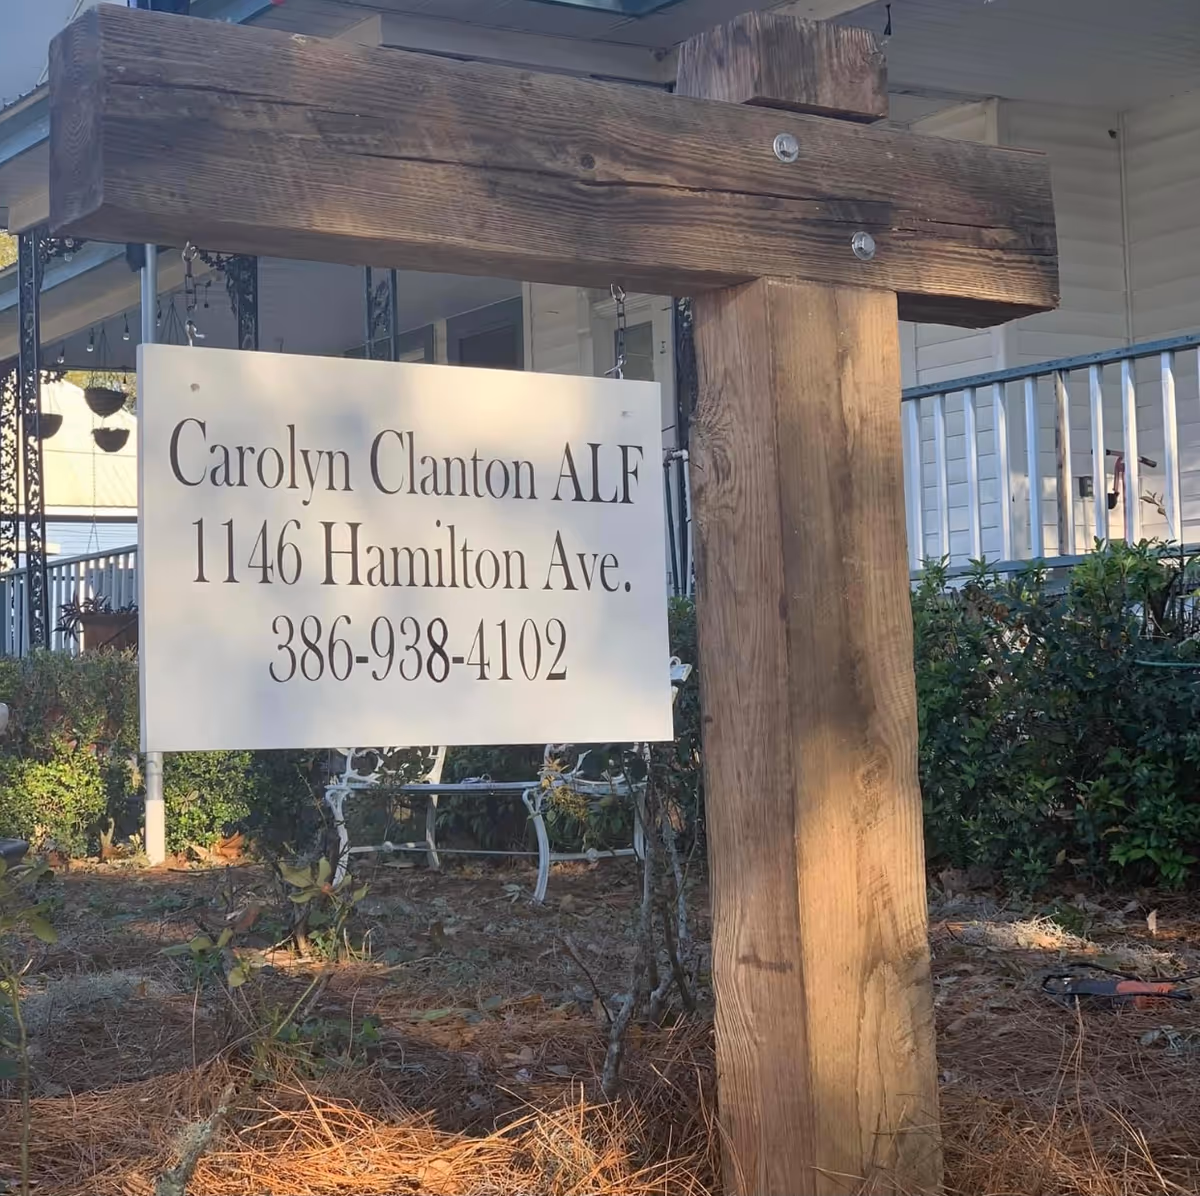 Carolyn Clanton ALF
1146 Hamilton Ave.
386-938-4102